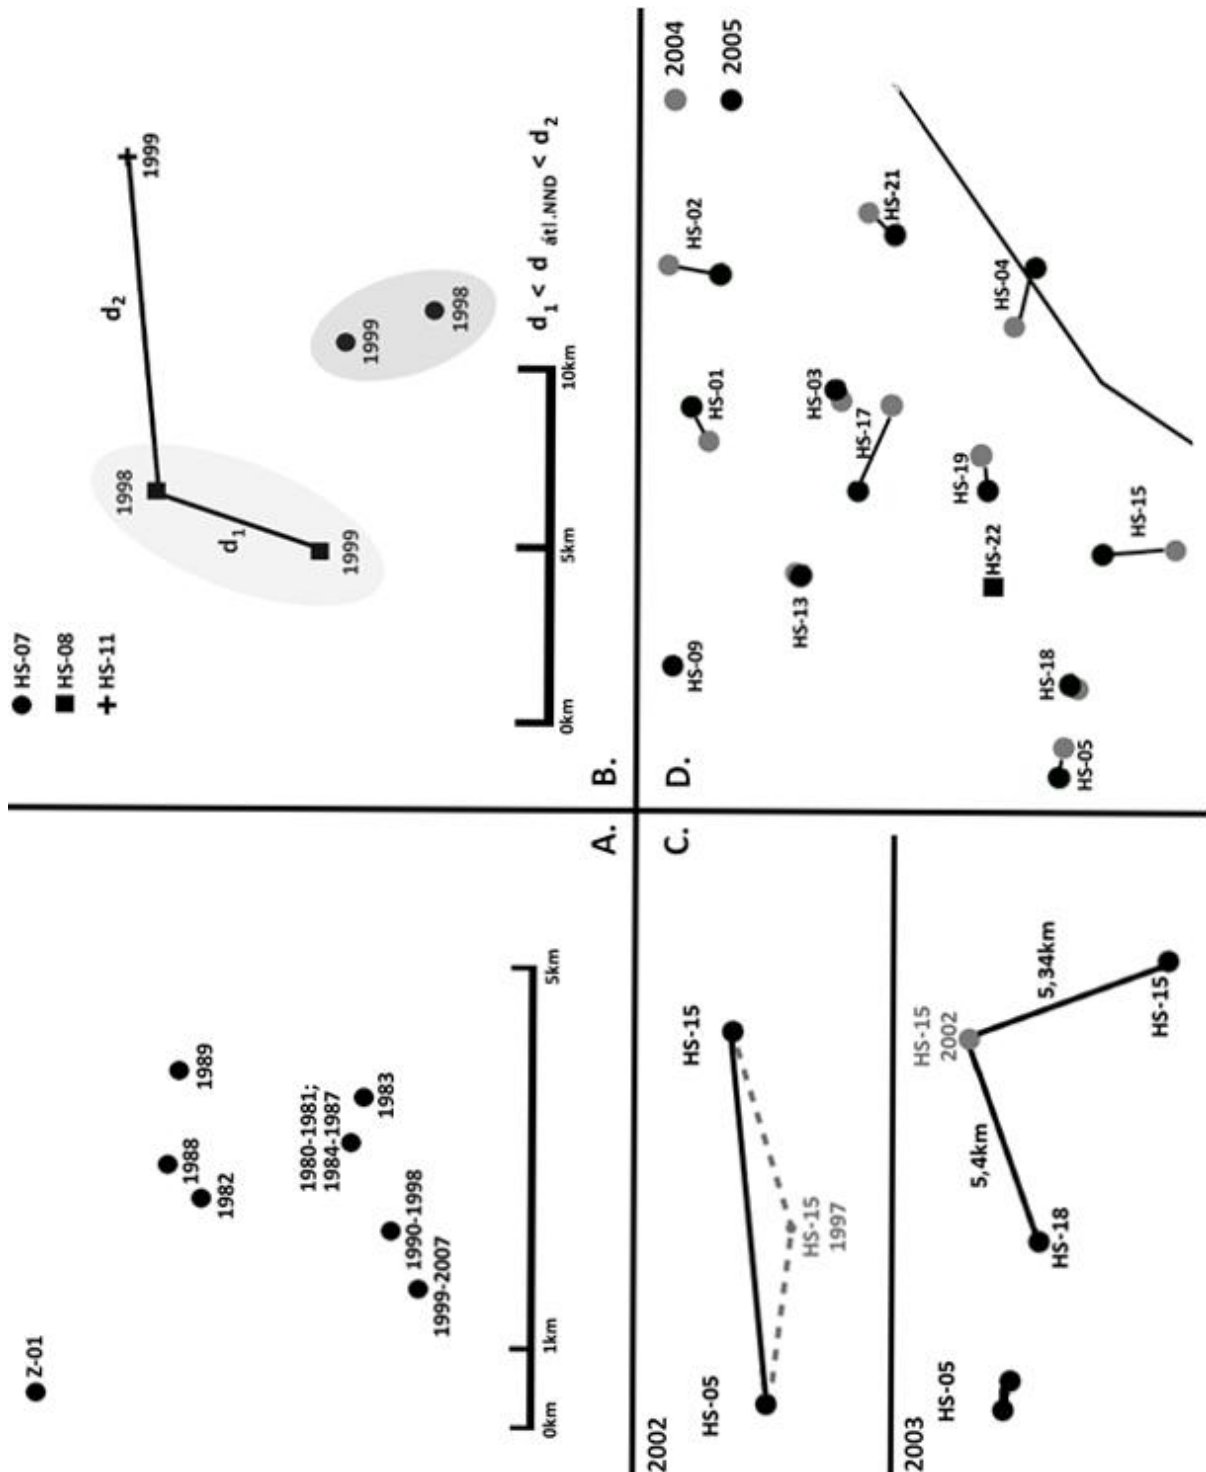 Z-01
1989
1988
1982
1980-1981;
1984-1987
1983
1990-1998
1999-2007
0km
1km
5km
A.
HS-07
HS-08
HS-11
1999
d2
1998
d1
1999
1999
1998
0km
5km
10km
d1 < d átl.NND < d2
B.
C.
2002
HS-05
HS-15
HS-15
1997
2003
HS-05
HS-18
5,4km
HS-15
2002
5,34km
HS-15
D.
2004
2005
HS-02
HS-01
HS-09
HS-21
HS-03
HS-17
HS-13
HS-04
HS-19
HS-22
HS-15
HS-18
HS-05